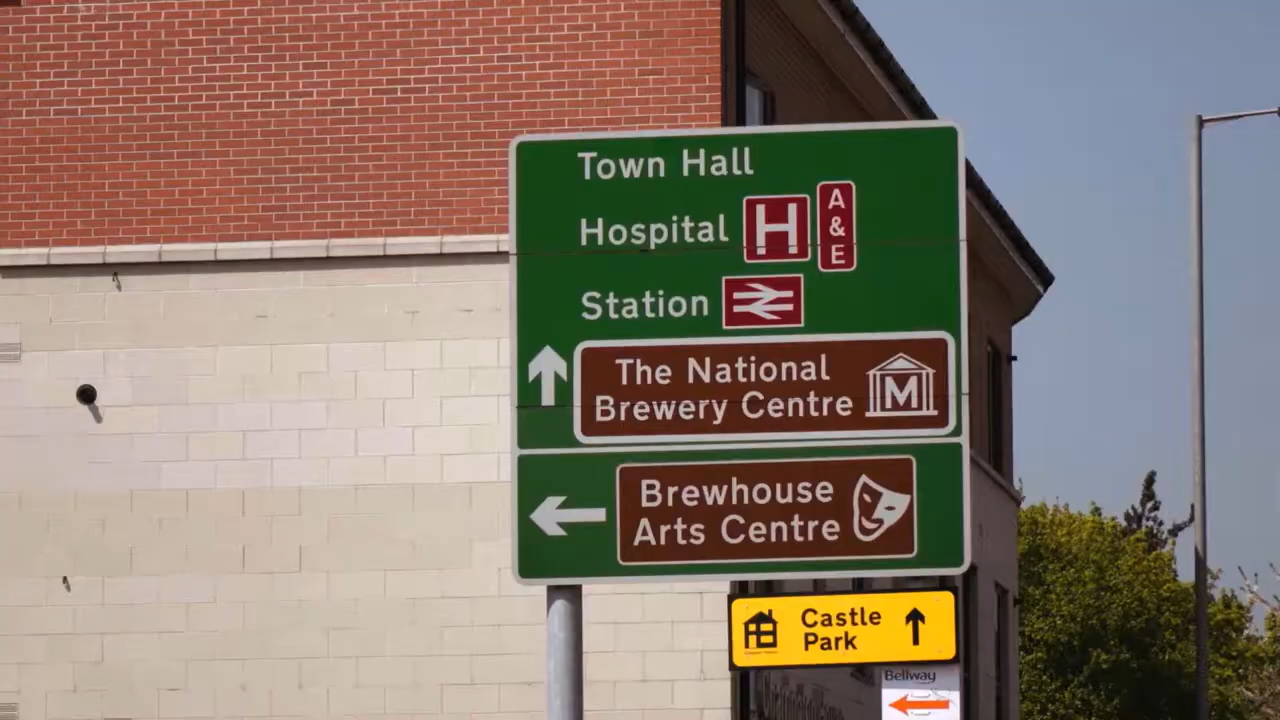 Town Hall
Hospital H A&E
Station
The National
Brewery Centre M
Brewhouse
Arts Centre
Castle
Park
Bellway